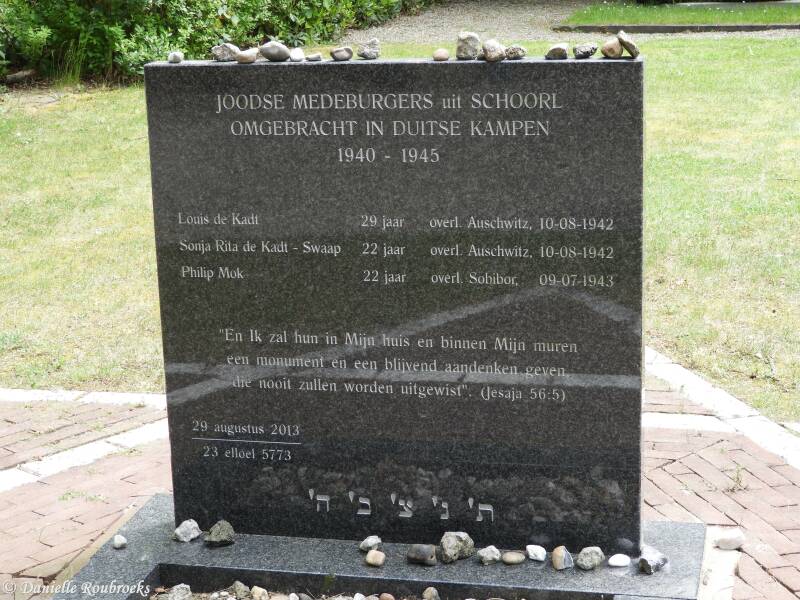 JOODSE MEDEBURGERS uit SCHOORL
OMGEBRACHT IN DUITSE KAMPEN
1940 - 1945
Louis de Kadt 29 jaar overl. Auschwitz, 10-08-1942
Sonja Rita de Kadt - Swaap 22 jaar overl. Auschwitz, 10-08-1942
Philip Mok 22 jaar overl. Sobibor, 09-07-1943
"En Ik zal hun in Mijn huis en binnen Mijn muren
een monument en een blijvend aandenken geven
die nooit zullen worden uitgewist". (Jesaja 56:5)
29 augustus 2013
23 elloel 5773
ת' נ' צ' ב' ה'
© Danielle Roubroeks